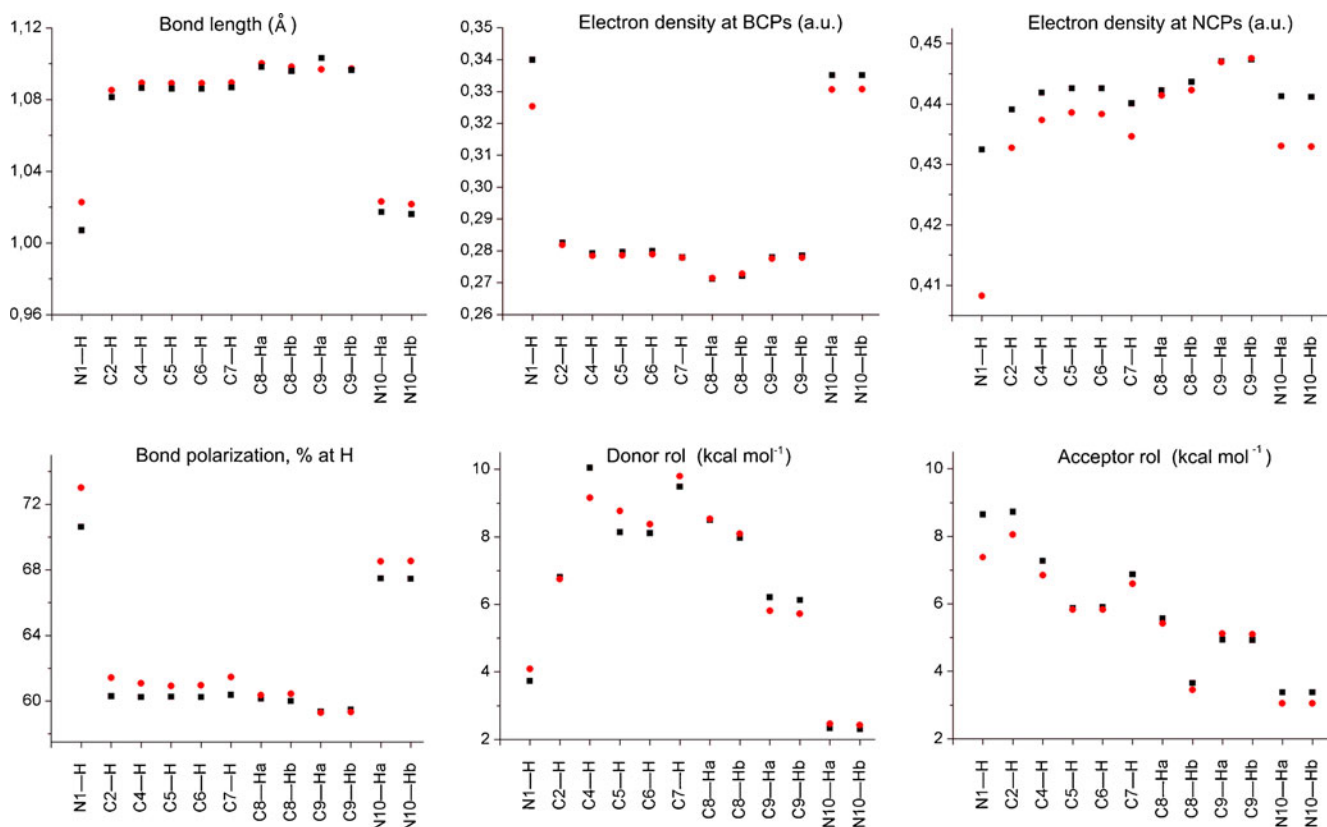 Bond length (Å)
1,12
1,08
1,04
1,00
0,96
N1—H
C2—H
C4—H
C5—H
C6—H
C7—H
C8—Ha
C8—Hb
C9—Ha
C9—Hb
N10—Ha
N10—Hb
Electron density at BCPs (a.u.)
0,35
0,34
0,33
0,32
0,31
0,30
0,29
0,28
0,27
0,26
N1—H
C2—H
C4—H
C5—H
C6—H
C7—H
C8—Ha
C8—Hb
C9—Ha
C9—Hb
N10—Ha
N10—Hb
Electron density at NCPs (a.u.)
0,45
0,44
0,43
0,42
0,41
N1—H
C2—H
C4—H
C5—H
C6—H
C7—H
C8—Ha
C8—Hb
C9—Ha
C9—Hb
N10—Ha
N10—Hb
Bond polarization, % at H
72
68
64
60
N1—H
C2—H
C4—H
C5—H
C6—H
C7—H
C8—Ha
C8—Hb
C9—Ha
C9—Hb
N10—Ha
N10—Hb
Donor rol (kcal mol-1)
10
8
6
4
2
N1—H
C2—H
C4—H
C5—H
C6—H
C7—H
C8—Ha
C8—Hb
C9—Ha
C9—Hb
N10—Ha
N10—Hb
Acceptor rol (kcal mol -1)
10
8
6
4
2
N1—H
C2—H
C4—H
C5—H
C6—H
C7—H
C8—Ha
C8—Hb
C9—Ha
C9—Hb
N10—Ha
N10—Hb